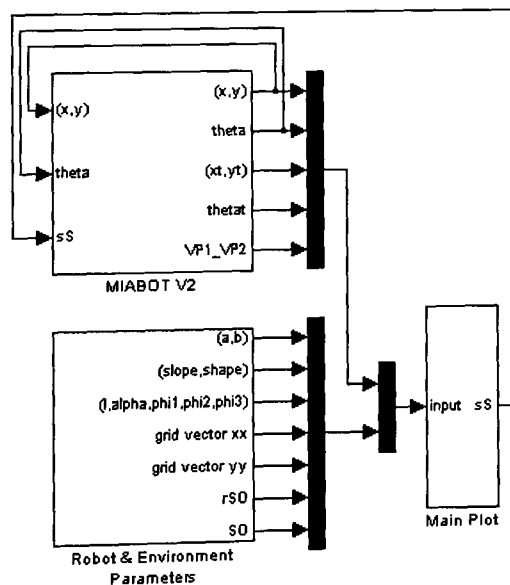 (x,y)
theta
sS
(x,y)
theta
(xt,yt)
thetat
VP1_VP2
MIABOT V2
(a,b)
(slope,shape)
(l,alpha,phi1,phi2,phi3)
grid vector xx
grid vector yy
rSO
SO
Robot & Environment
Parameters
input
sS
Main Plot